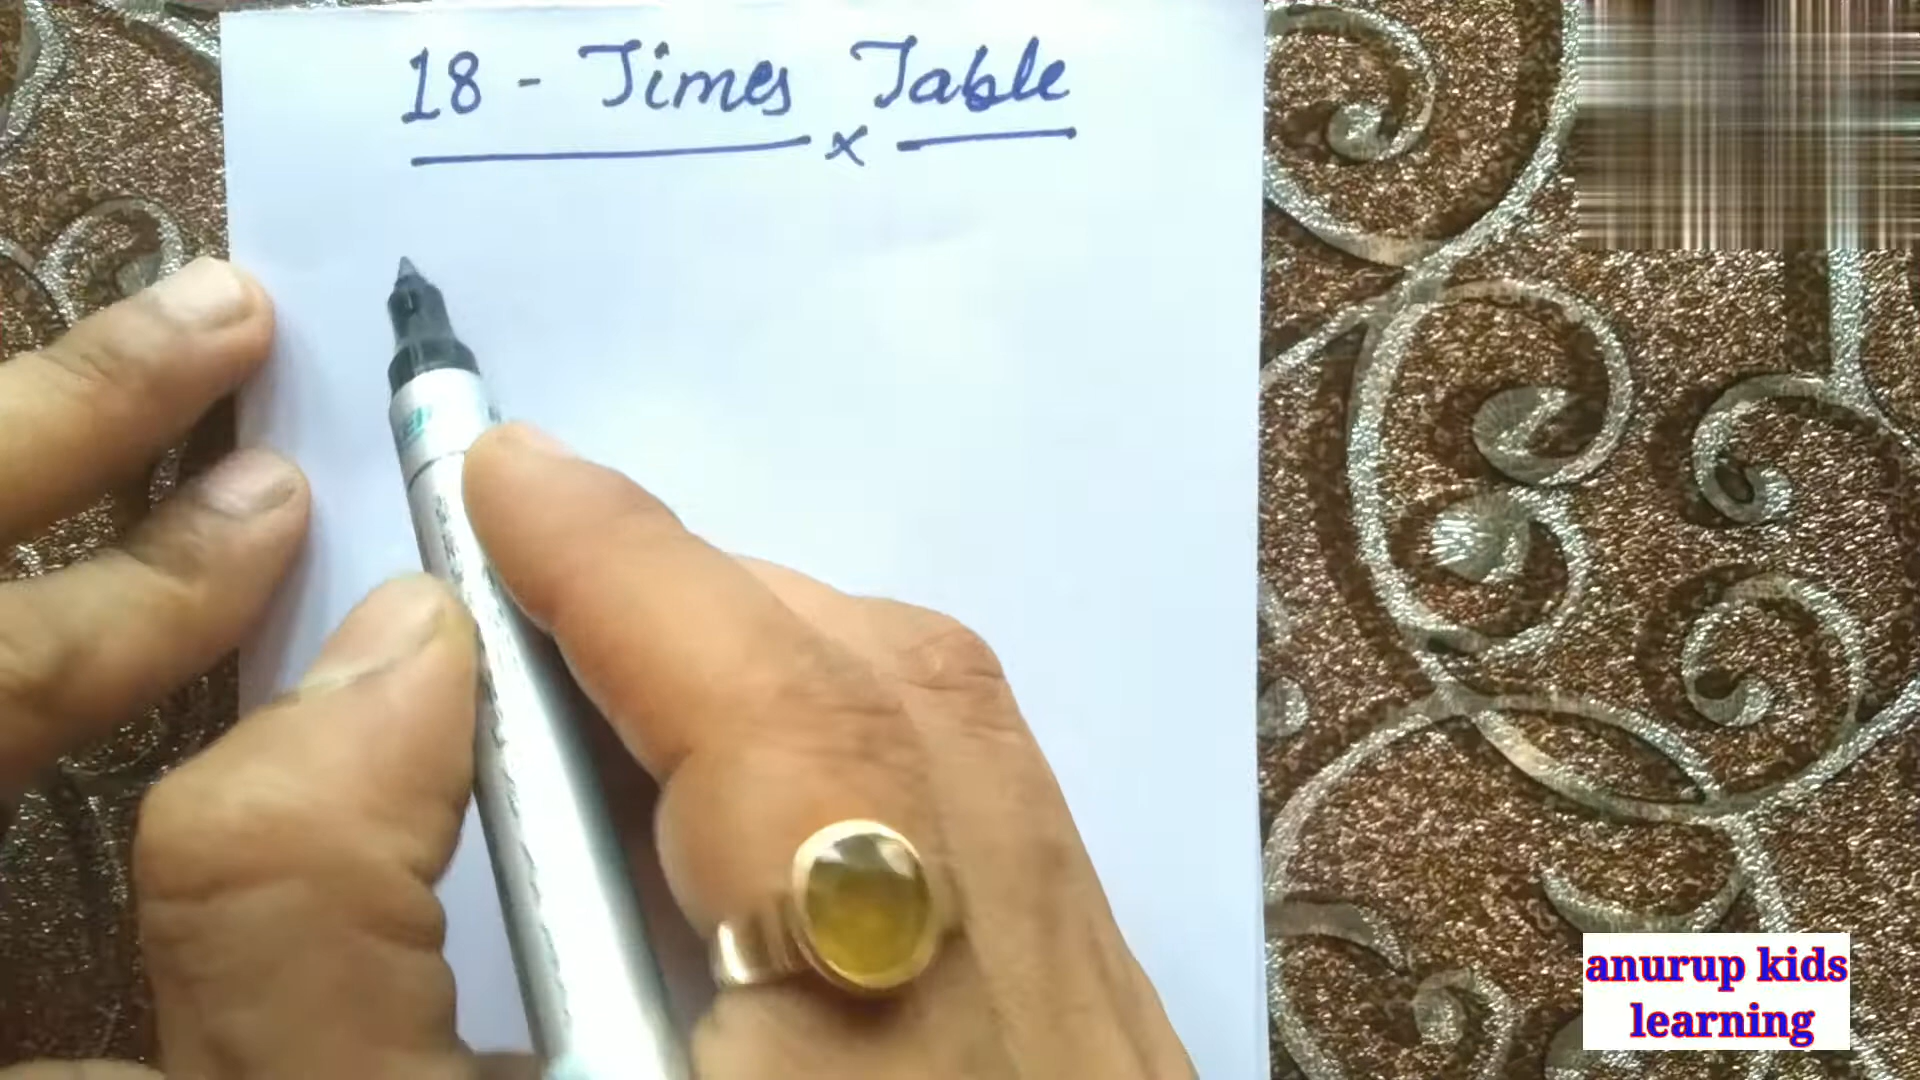 18 - Times Table
x
anurup kids
learning